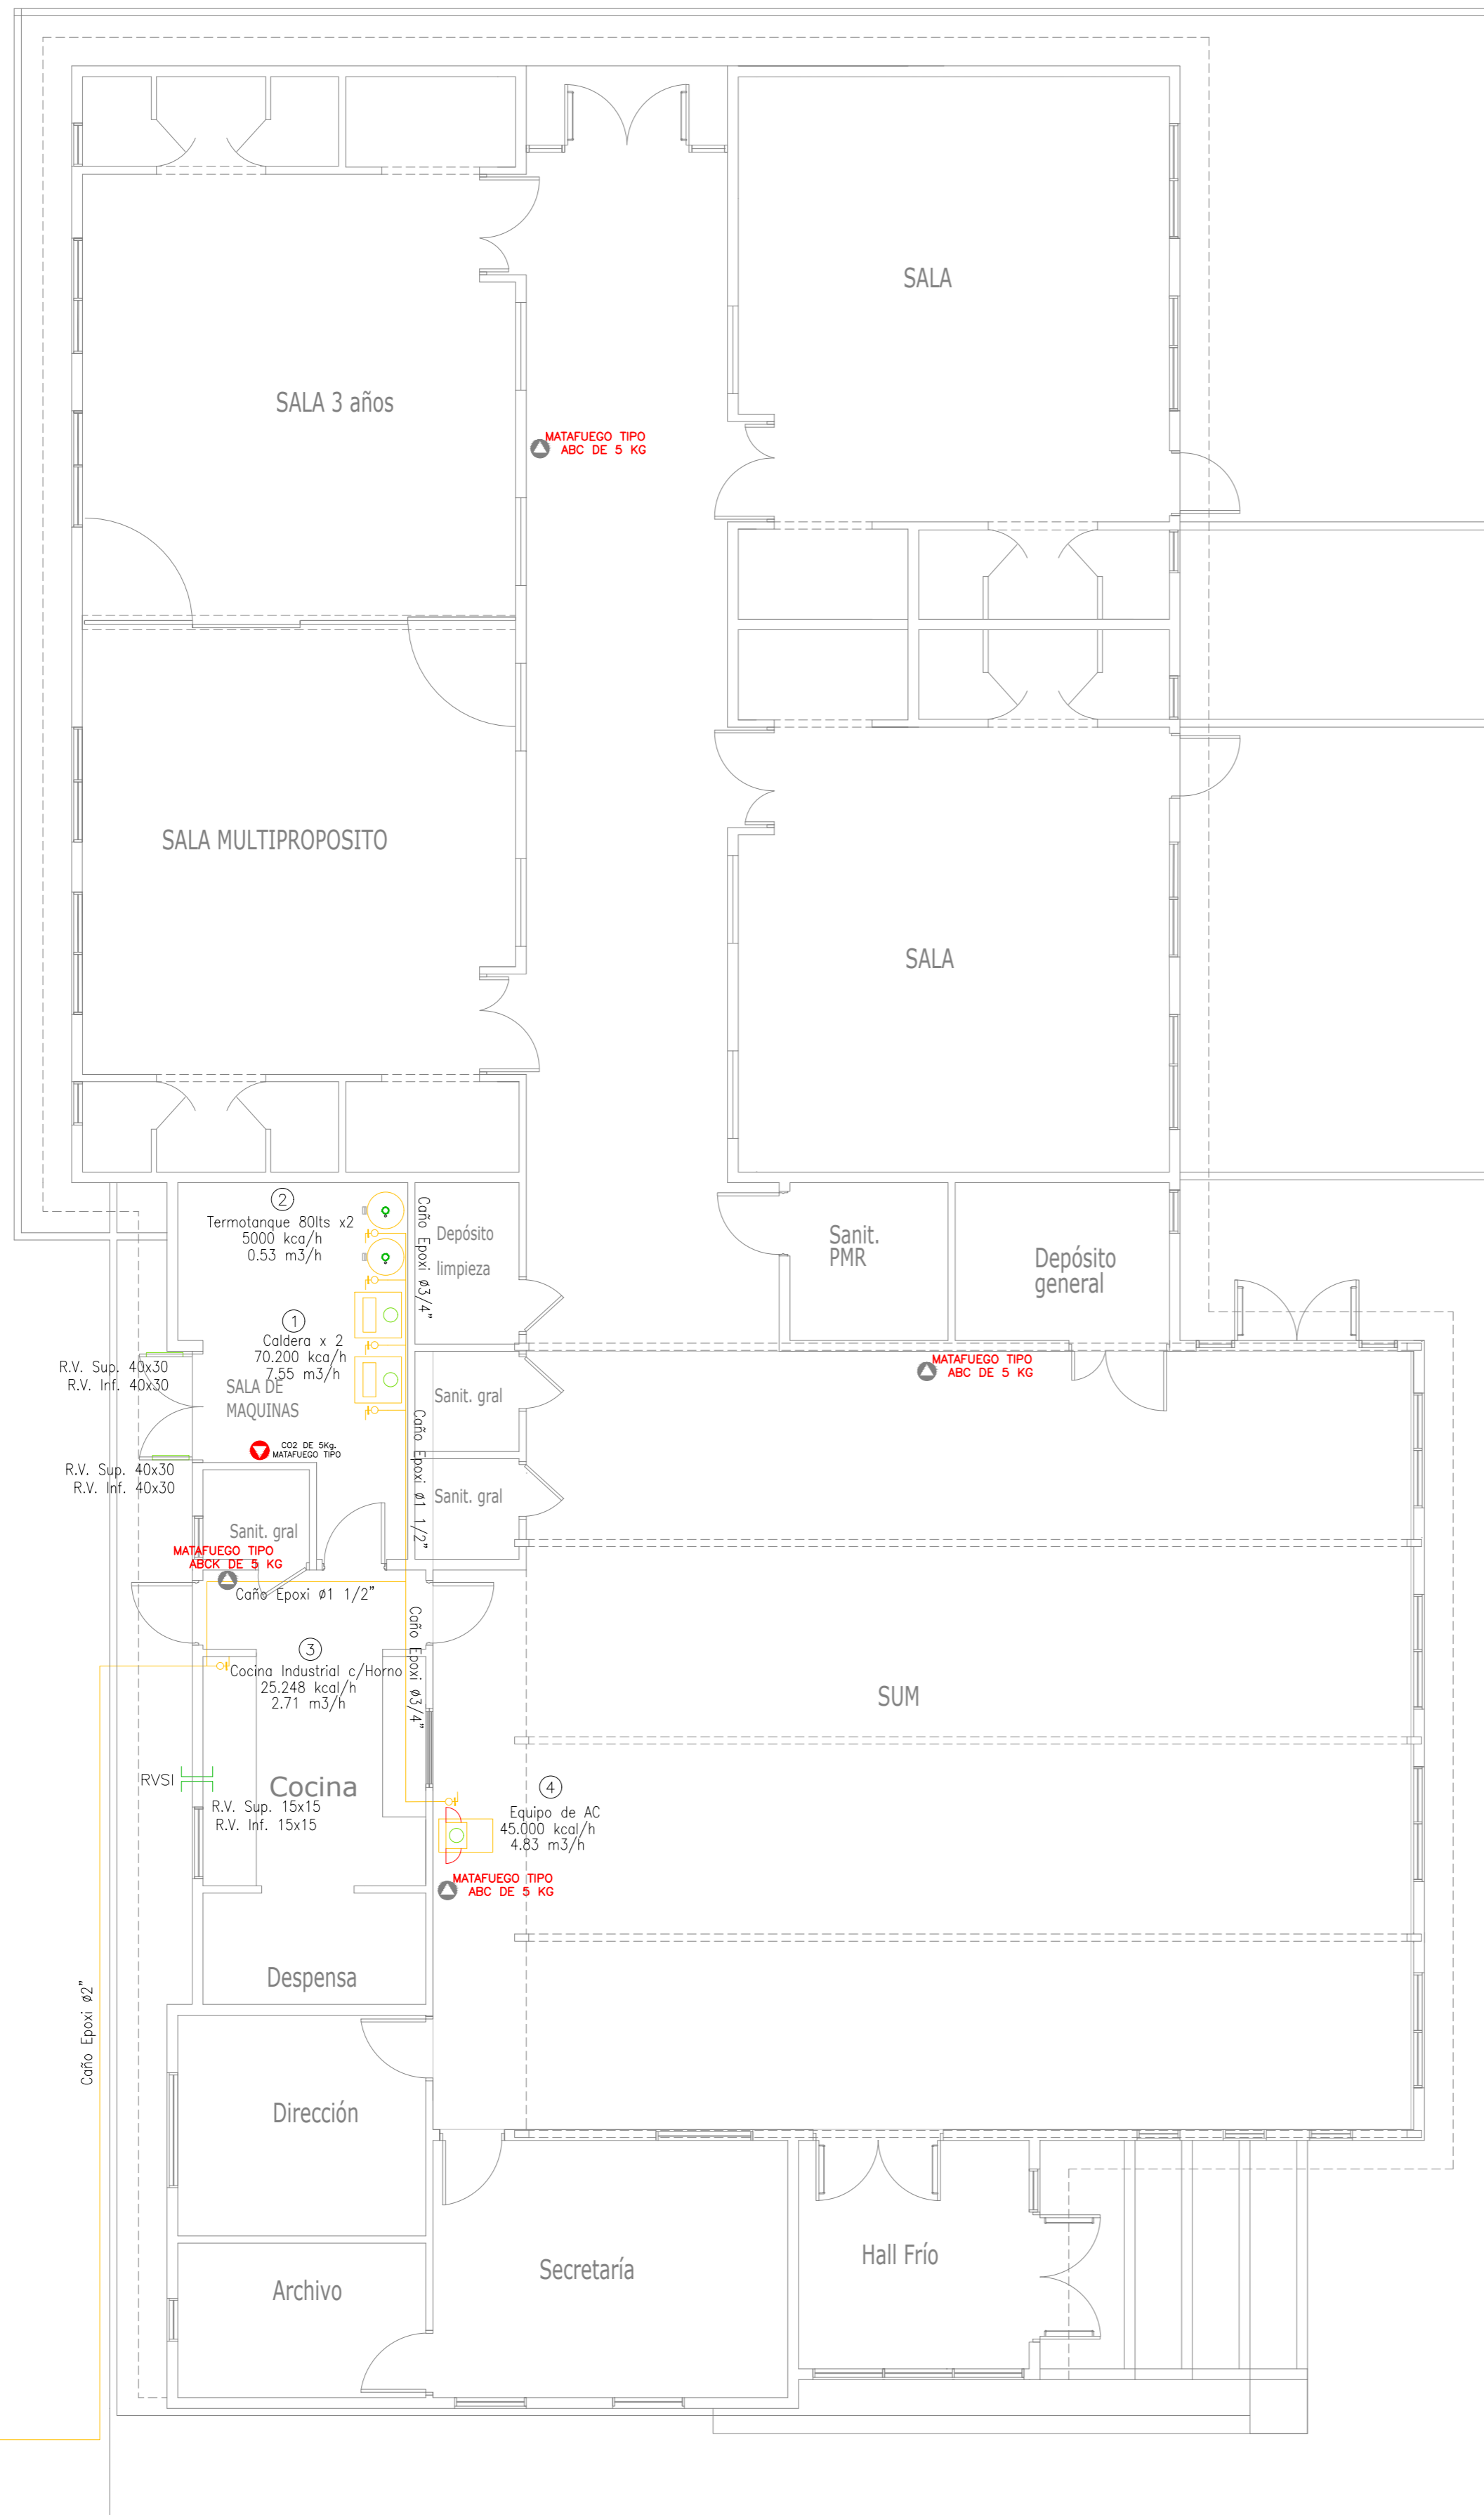 SALA
SALA 3 años
MATAFUEGO TIPO
ABC DE 5 KG
SALA MULTIPROPOSITO
SALA
2
Termotanque 80lts x2
5000 kca/h
0.53 m3/h
Caño Epoxi ø3/4"
Depósito
limpieza
Sanit.
PMR
Depósito
general
1
Caldera x 2
70.200 kca/h
7.55 m3/h
R.V. Sup. 40x30
R.V. Inf. 40x30
SALA DE
MAQUINAS
MATAFUEGO TIPO
ABC DE 5 KG
Sanit. gral
Caño Epoxi ø1 1/2"
CO2 DE 5Kg.
MATAFUEGO TIPO
R.V. Sup. 40x30
R.V. Inf. 40x30
Sanit. gral
Sanit. gral
MATAFUEGO TIPO
ABCK DE 5 KG
Caño Epoxi ø1 1/2"
Caño Epoxi ø3/4"
3
Cocina Industrial c/Horno
25.248 kcal/h
2.71 m3/h
SUM
RVSI
Cocina
R.V. Sup. 15x15
R.V. Inf. 15x15
4
Equipo de AC
45.000 kcal/h
4.83 m3/h
MATAFUEGO TIPO
ABC DE 5 KG
Despensa
Caño Epoxi ø2"
Dirección
Hall Frío
Secretaría
Archivo